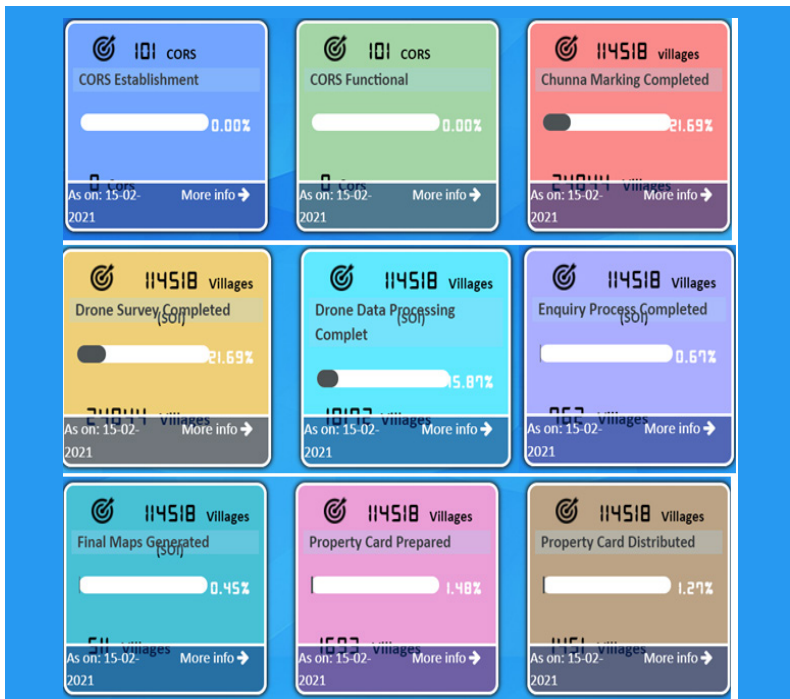 101 CORS
CORS Establishment
0.00%
0 Cors
As on: 15-02-2021 More info
101 CORS
CORS Functional
0.00%
0 Cors
As on: 15-02-2021 More info
114518 villages
Chunna Marking Completed
21.69%
24844 Villages
As on: 15-02-2021 More info
114518 Villages
Drone Survey Completed
(SOI)
21.69%
24844 Villages
As on: 15-02-2021 More info
114518 Villages
Drone Data Processing
(SOI)
Complet
15.87%
18172 Villages
As on: 15-02-2021 More info
114518 Villages
Enquiry Process Completed
(SOI)
0.67%
762 Villages
As on: 15-02-2021 More info
114518 Villages
Final Maps Generated
(SOI)
0.45%
511 Villages
As on: 15-02-2021 More info
114518 Villages
Property Card Prepared
1.48%
1693 Villages
As on: 15-02-2021 More info
114518 Villages
Property Card Distributed
1.27%
1451 Villages
As on: 15-02-2021 More info